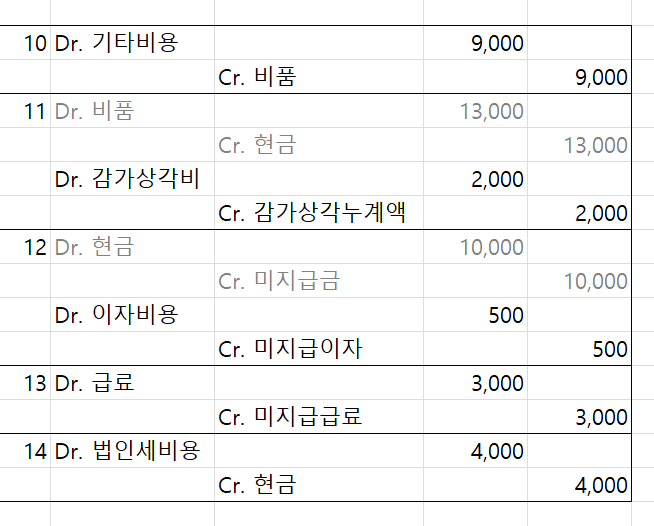 10 Dr. 기타비용 9,000
Cr. 비품 9,000
11 Dr. 비품 13,000
Cr. 현금 13,000
Dr. 감가상각비 2,000
Cr. 감가상각누계액 2,000
12 Dr. 현금 10,000
Cr. 미지급금 10,000
Dr. 이자비용 500
Cr. 미지급이자 500
13 Dr. 급료 3,000
Cr. 미지급급료 3,000
14 Dr. 법인세비용 4,000
Cr. 현금 4,000